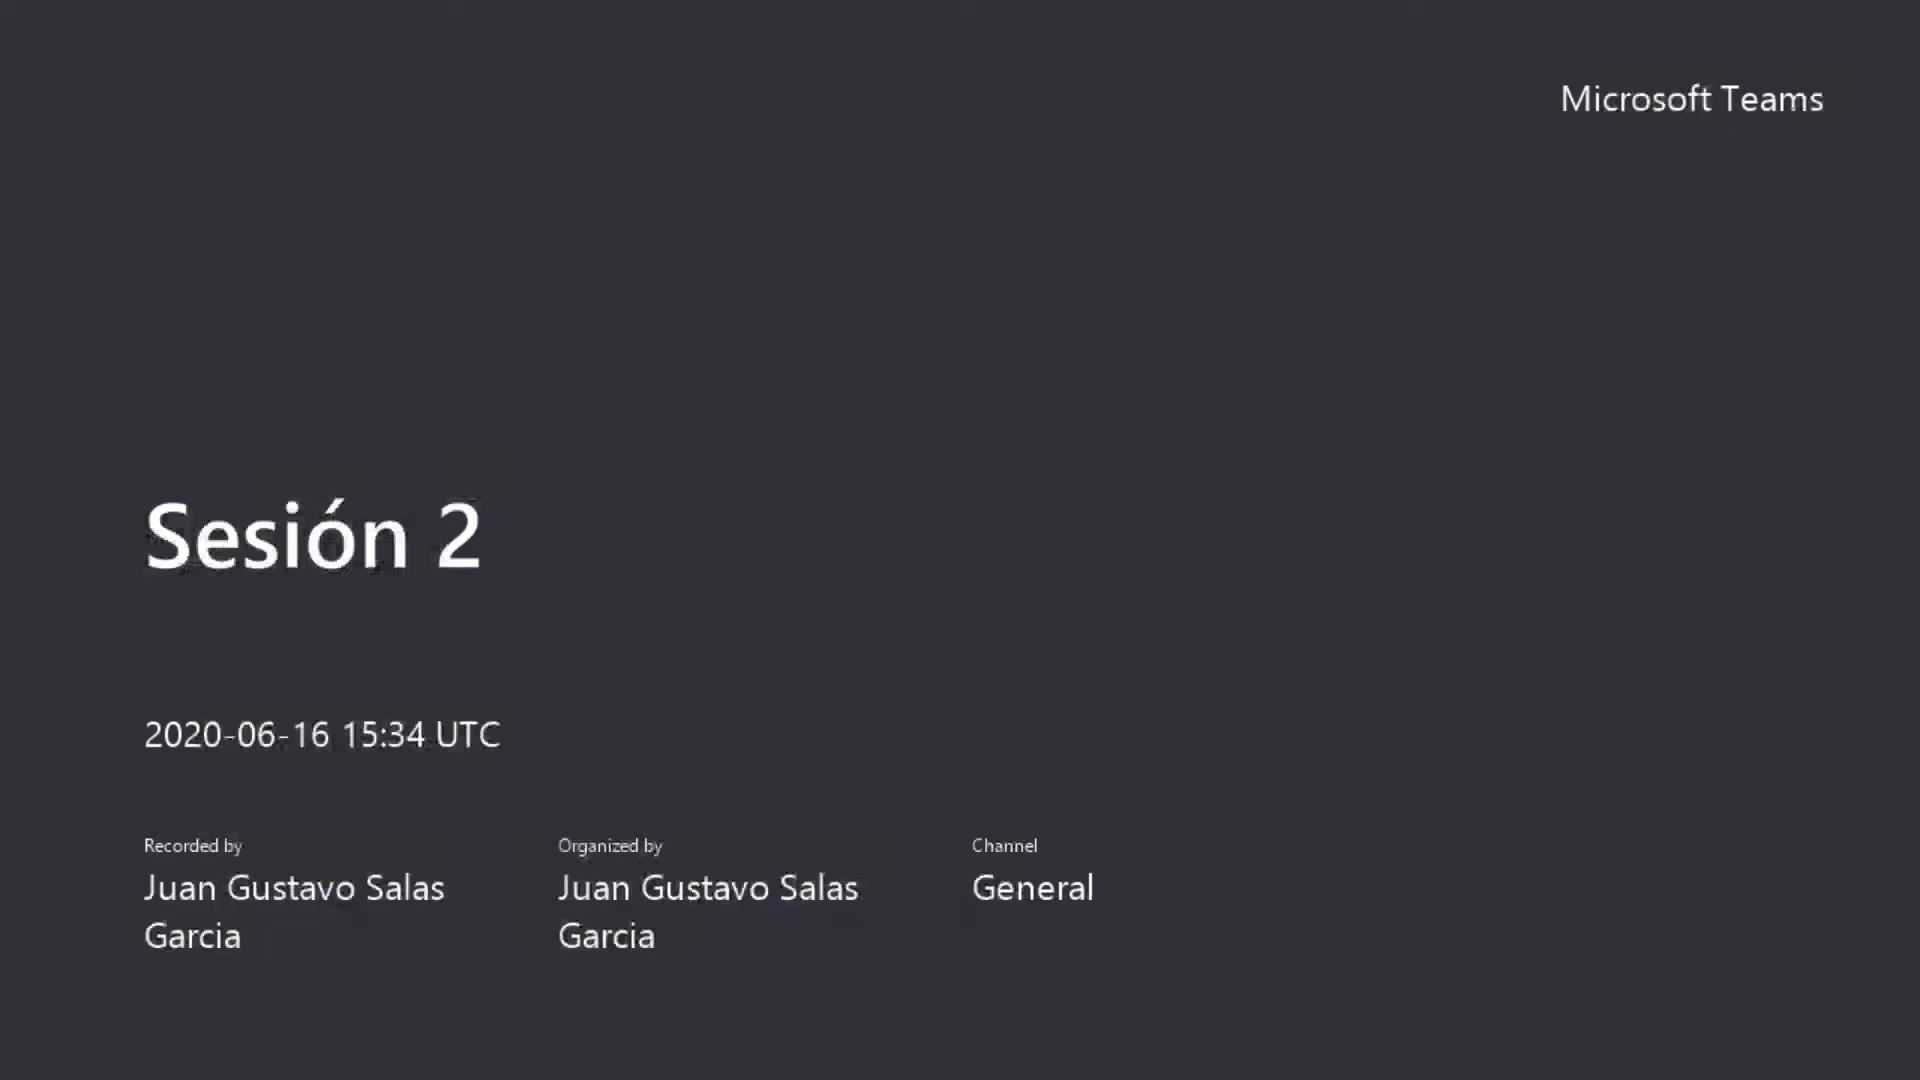 Microsoft Teams
Sesión 2
2020-06-16 15:34 UTC
Recorded by
Juan Gustavo Salas
Garcia
Organized by
Juan Gustavo Salas
Garcia
Channel
General